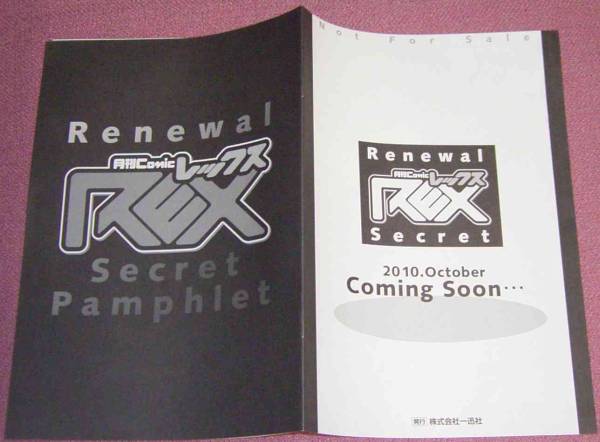 Renewal
月刊Comic レックス
REX
Secret
Pamphlet
Not For Sale
Renewal
月刊Comic レックス
REX
Secret
2010.October
Coming Soon…
発行 株式会社一迅社